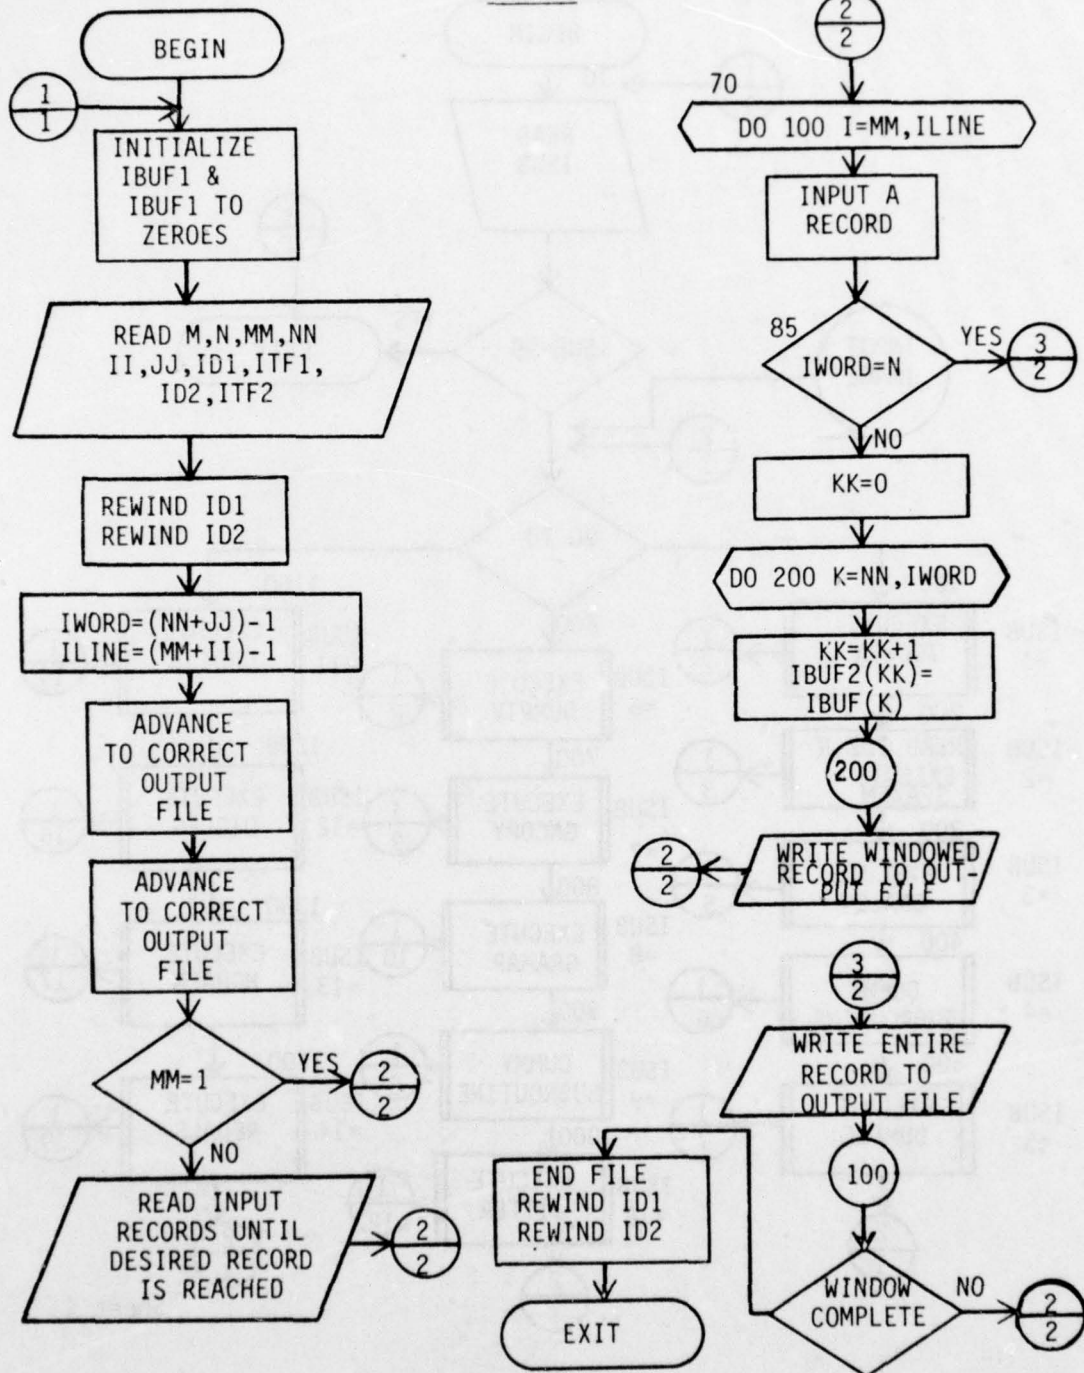 BEGIN
1
1
INITIALIZE
IBUF1 &
IBUF1 TO
ZEROES
READ M,N,MM,NN
II,JJ,ID1,ITF1,
ID2,ITF2
REWIND ID1
REWIND ID2
IWORD=(NN+JJ)-1
ILINE=(MM+II)-1
ADVANCE
TO CORRECT
OUTPUT
FILE
ADVANCE
TO CORRECT
OUTPUT
FILE
MM=1
YES
2
2
NO
READ INPUT
RECORDS UNTIL
DESIRED RECORD
IS REACHED
2
2
2
2
70
DO 100 I=MM,ILINE
INPUT A
RECORD
85
IWORD=N
YES
3
2
NO
KK=0
DO 200 K=NN,IWORD
KK=KK+1
IBUF2(KK)=
IBUF(K)
200
WRITE WINDOWED
RECORD TO OUT-
PUT FILE
2
2
3
2
WRITE ENTIRE
RECORD TO
OUTPUT FILE
100
WINDOW
COMPLETE
NO
2
2
END FILE
REWIND ID1
REWIND ID2
EXIT